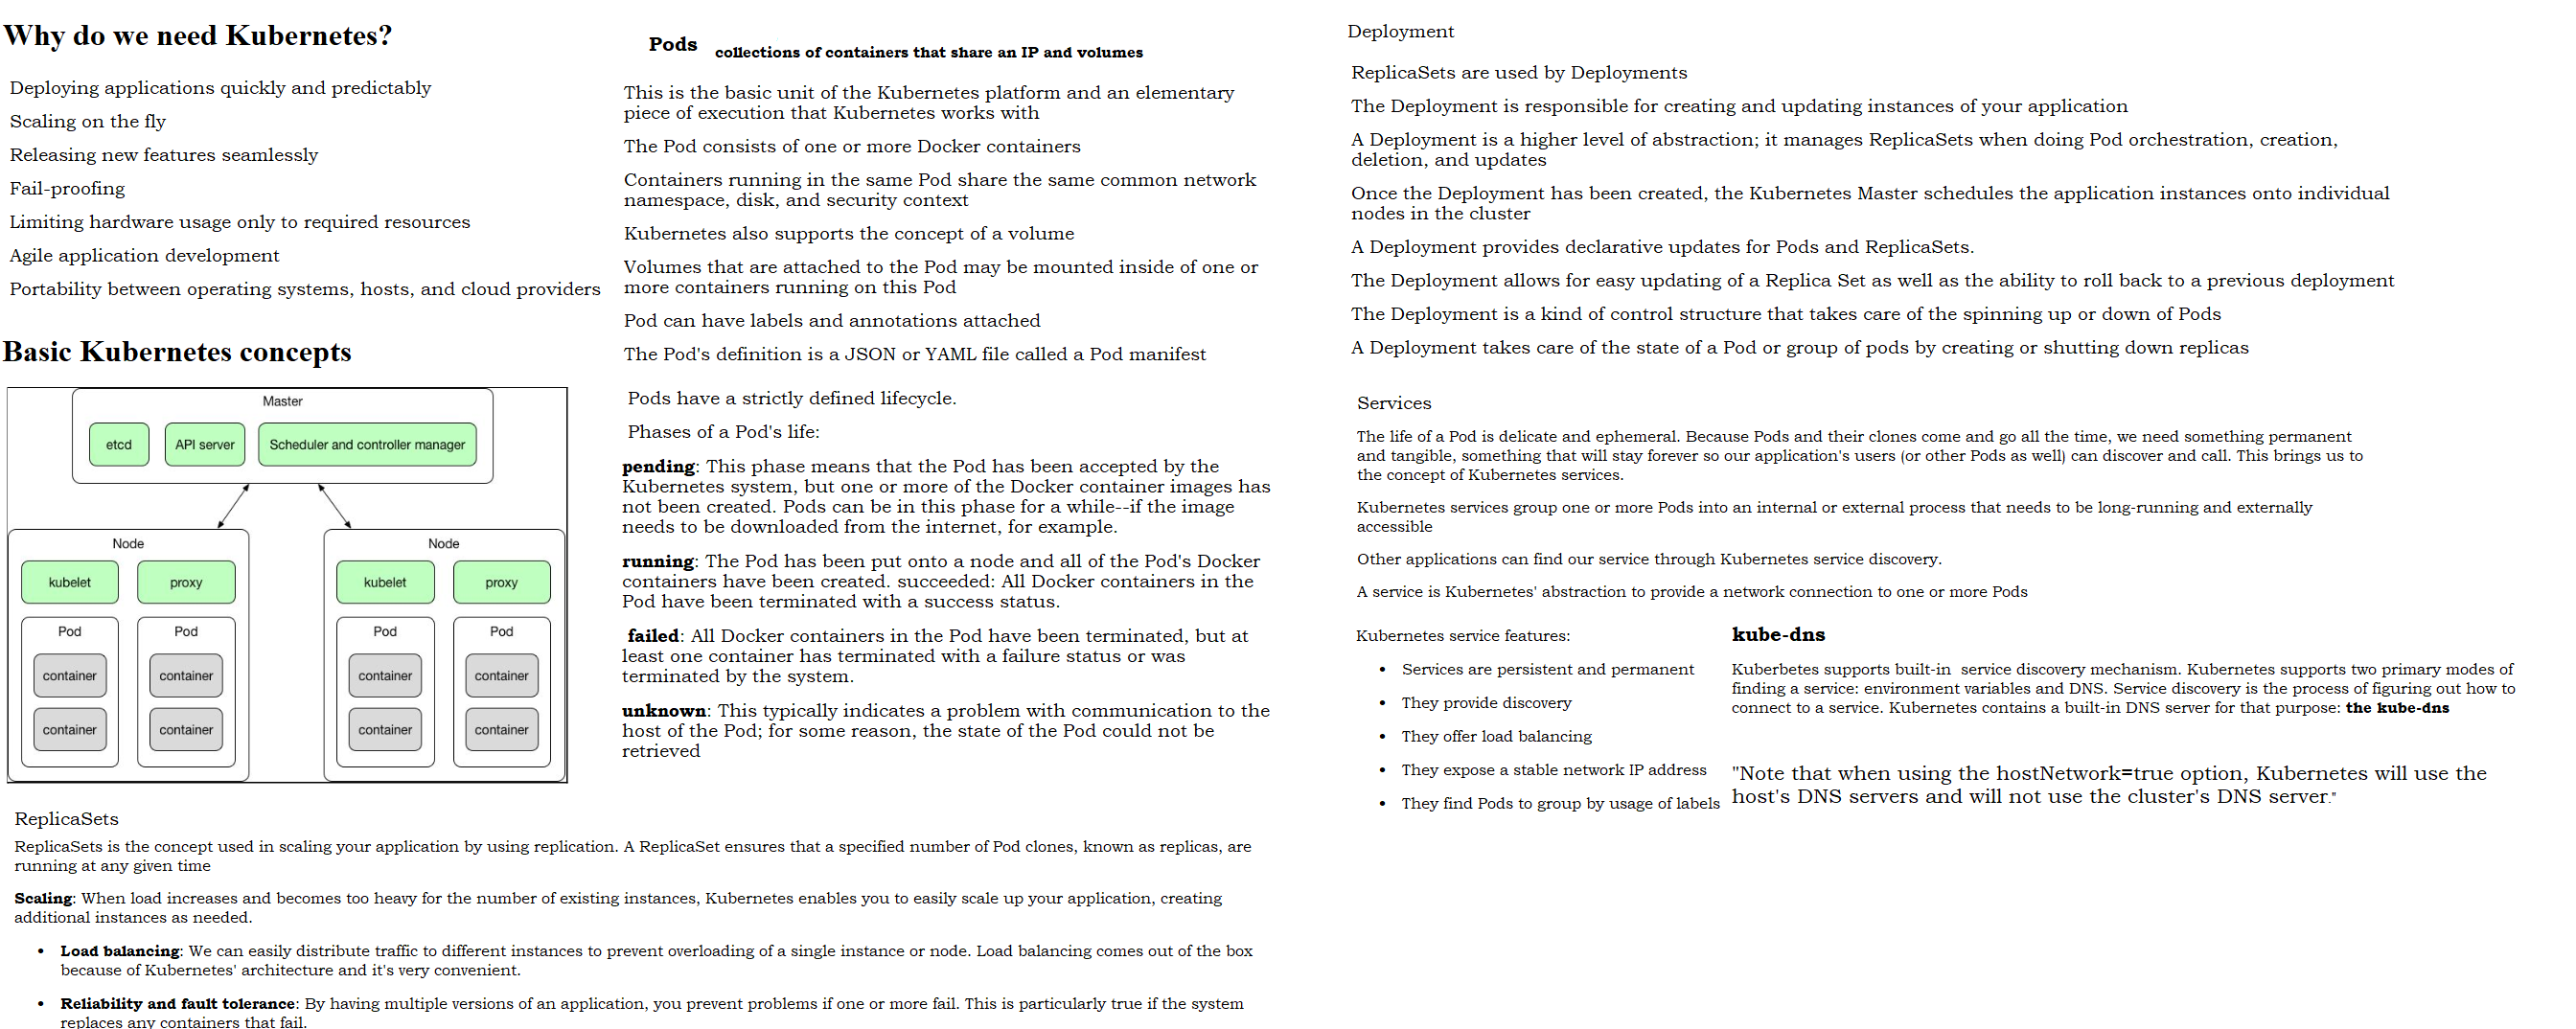 Why do we need Kubernetes?
Deploying applications quickly and predictably
Scaling on the fly
Releasing new features seamlessly
Fail-proofing
Limiting hardware usage only to required resources
Agile application development
Portability between operating systems, hosts, and cloud providers
Basic Kubernetes concepts
Master
etcd
API server
Scheduler and controller manager
Node
kubelet
proxy
Pod
Pod
container
container
container
container
Node
kubelet
proxy
Pod
Pod
container
container
container
container
Pods
collections of containers that share an IP and volumes
This is the basic unit of the Kubernetes platform and an elementary
piece of execution that Kubernetes works with
The Pod consists of one or more Docker containers
Containers running in the same Pod share the same common network
namespace, disk, and security context
Kubernetes also supports the concept of a volume
Volumes that are attached to the Pod may be mounted inside of one or
more containers running on this Pod
Pod can have labels and annotations attached
The Pod's definition is a JSON or YAML file called a Pod manifest
Pods have a strictly defined lifecycle.
Phases of a Pod's life:
pending: This phase means that the Pod has been accepted by the
Kubernetes system, but one or more of the Docker container images has
not been created. Pods can be in this phase for a while--if the image
needs to be downloaded from the internet, for example.
running: The Pod has been put onto a node and all of the Pod's Docker
containers have been created. succeeded: All Docker containers in the
Pod have been terminated with a success status.
failed: All Docker containers in the Pod have been terminated, but at
least one container has terminated with a failure status or was
terminated by the system.
unknown: This typically indicates a problem with communication to the
host of the Pod; for some reason, the state of the Pod could not be
retrieved
ReplicaSets
ReplicaSets is the concept used in scaling your application by using replication. A ReplicaSet ensures that a specified number of Pod clones, known as replicas, are
running at any given time
Scaling: When load increases and becomes too heavy for the number of existing instances, Kubernetes enables you to easily scale up your application, creating
additional instances as needed.
• Load balancing: We can easily distribute traffic to different instances to prevent overloading of a single instance or node. Load balancing comes out of the box
because of Kubernetes' architecture and it's very convenient.
• Reliability and fault tolerance: By having multiple versions of an application, you prevent problems if one or more fail. This is particularly true if the system
replaces any containers that fail.
Deployment
ReplicaSets are used by Deployments
The Deployment is responsible for creating and updating instances of your application
A Deployment is a higher level of abstraction; it manages ReplicaSets when doing Pod orchestration, creation,
deletion, and updates
Once the Deployment has been created, the Kubernetes Master schedules the application instances onto individual
nodes in the cluster
A Deployment provides declarative updates for Pods and ReplicaSets.
The Deployment allows for easy updating of a Replica Set as well as the ability to roll back to a previous deployment
The Deployment is a kind of control structure that takes care of the spinning up or down of Pods
A Deployment takes care of the state of a Pod or group of pods by creating or shutting down replicas
Services
The life of a Pod is delicate and ephemeral. Because Pods and their clones come and go all the time, we need something permanent
and tangible, something that will stay forever so our application's users (or other Pods as well) can discover and call. This brings us to
the concept of Kubernetes services.
Kubernetes services group one or more Pods into an internal or external process that needs to be long-running and externally
accessible
Other applications can find our service through Kubernetes service discovery.
A service is Kubernetes' abstraction to provide a network connection to one or more Pods
Kubernetes service features:
• Services are persistent and permanent
• They provide discovery
• They offer load balancing
• They expose a stable network IP address
• They find Pods to group by usage of labels
kube-dns
Kuberbetes supports built-in service discovery mechanism. Kubernetes supports two primary modes of
finding a service: environment variables and DNS. Service discovery is the process of figuring out how to
connect to a service. Kubernetes contains a built-in DNS server for that purpose: the kube-dns
"Note that when using the hostNetwork=true option, Kubernetes will use the
host's DNS servers and will not use the cluster's DNS server."